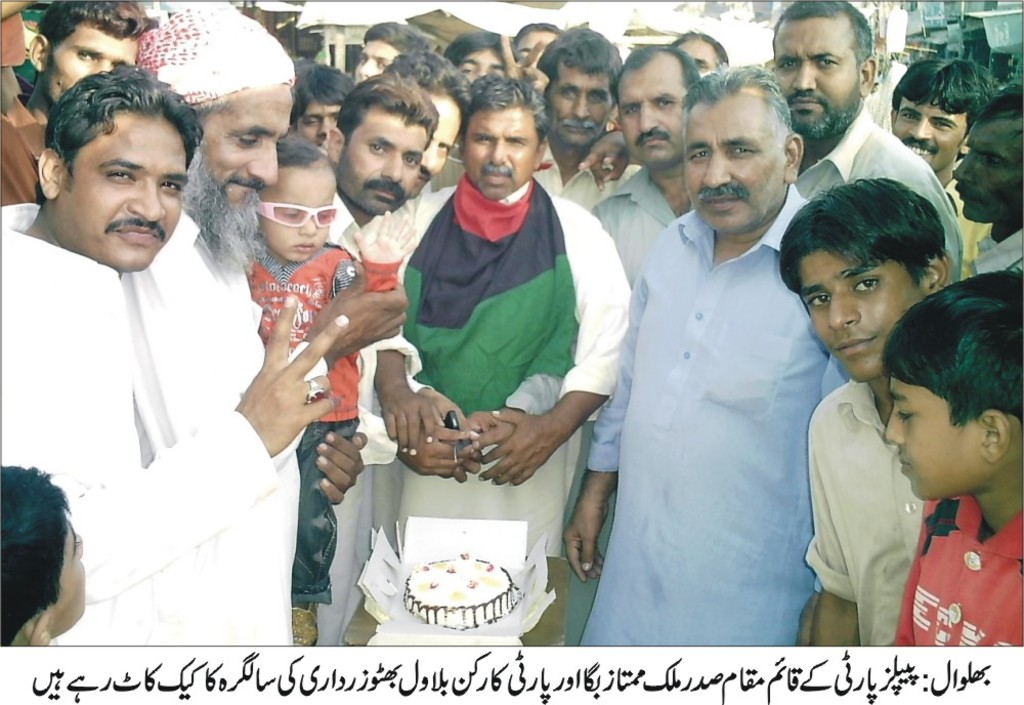 بھلوال: پیپلز پارٹی کے قائم مقام صدر ملک ممتاز بگا اور پارٹی کارکن بلاول بھٹو زرداری کی سالگرہ کا کیک کاٹ رہے ہیں